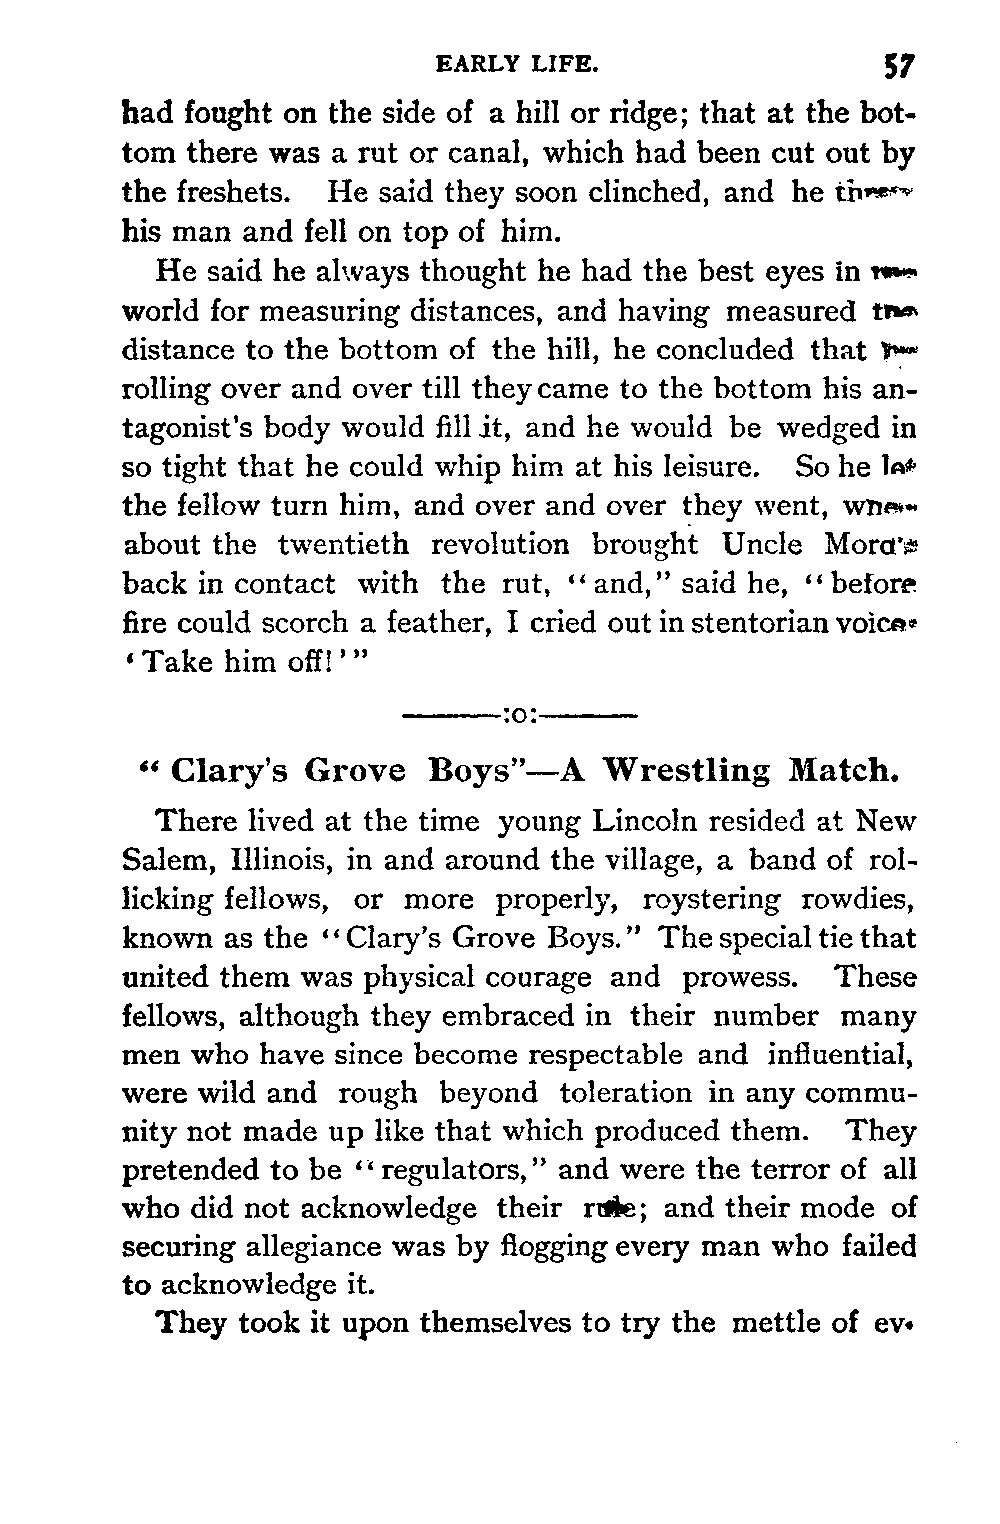 EARLY LIFE. 57
had fought on the side of a hill or ridge; that at the bot-
tom there was a rut or canal, which had been cut out by
the freshets. He said they soon clinched, and he
his man and fell on top of him.
He said he always thought he had the best eyes in
world for measuring distances, and having measured the
distance to the bottom of the hill, he concluded that
rolling over and over till they came to the bottom his an-
tagonist's body would fill it, and he would be wedged in
so tight that he could whip him at his leisure. So he let
the fellow turn him, and over and over they went, when
about the twentieth revolution brought Uncle Mord's
back in contact with the rut, "and," said he, "before
fire could scorch a feather, I cried out in stentorian voice:
'Take him off!'"
———:o:———
"Clary's Grove Boys"—A Wrestling Match.
There lived at the time young Lincoln resided at New
Salem, Illinois, in and around the village, a band of rol-
licking fellows, or more properly, roystering rowdies,
known as the "Clary's Grove Boys." The special tie that
united them was physical courage and prowess. These
fellows, although they embraced in their number many
men who have since become respectable and influential,
were wild and rough beyond toleration in any commu-
nity not made up like that which produced them. They
pretended to be "regulators," and were the terror of all
who did not acknowledge their rule; and their mode of
securing allegiance was by flogging every man who failed
to acknowledge it.
They took it upon themselves to try the mettle of ev-